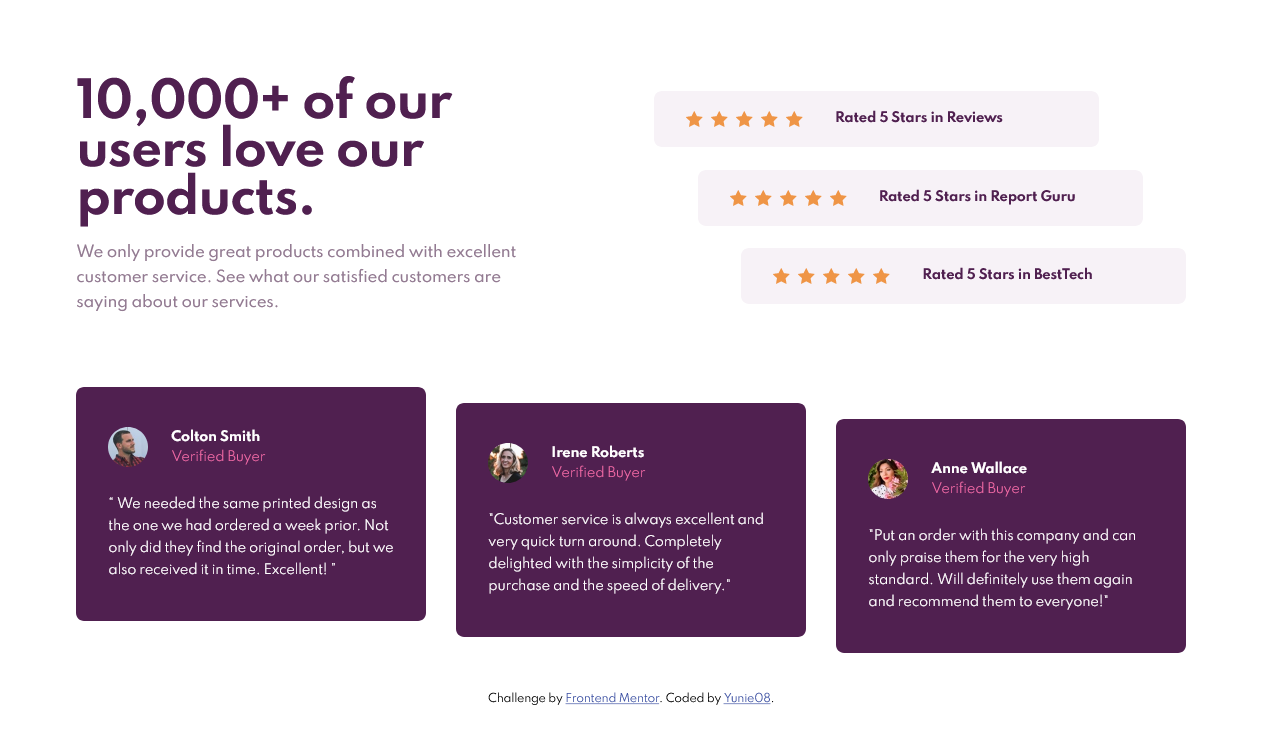 10,000+ of our
users love our
products.
We only provide great products combined with excellent
customer service. See what our satisfied customers are
saying about our services.
Rated 5 Stars in Reviews
Rated 5 Stars in Report Guru
Rated 5 Stars in BestTech
Colton Smith
Verified Buyer
“ We needed the same printed design as
the one we had ordered a week prior. Not
only did they find the original order, but we
also received it in time. Excellent! ”
Irene Roberts
Verified Buyer
"Customer service is always excellent and
very quick turn around. Completely
delighted with the simplicity of the
purchase and the speed of delivery."
Anne Wallace
Verified Buyer
"Put an order with this company and can
only praise them for the very high
standard. Will definitely use them again
and recommend them to everyone!"
Challenge by Frontend Mentor. Coded by Yunie08.